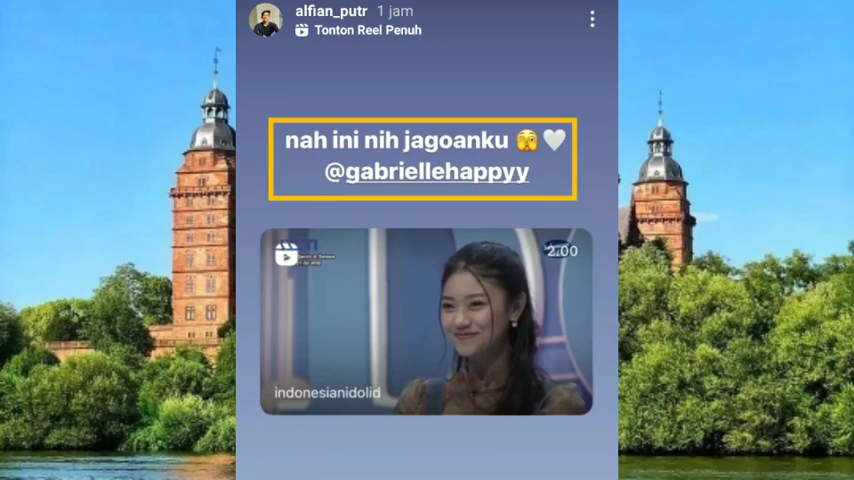 alfian_putr 1 jam
Tonton Reel Penuh
nah ini nih jagoanku 🫣🤍
@gabriellehappyy
2:00
indonesianidolid